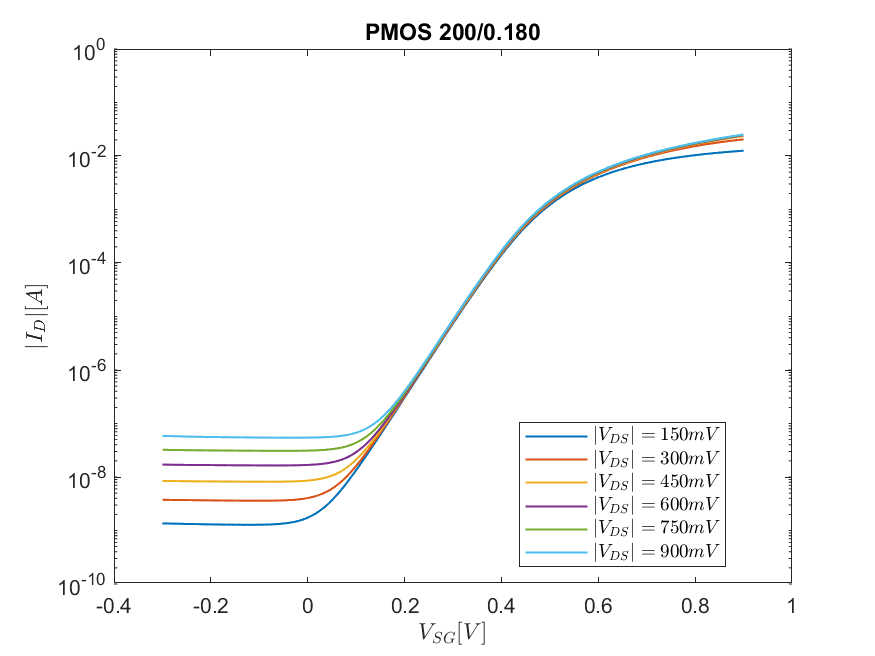 PMOS 200/0.180
10^0
10^-2
10^-4
10^-6
10^-8
10^-10
|I_D|[A]
|V_DS| = 150mV
|V_DS| = 300mV
|V_DS| = 450mV
|V_DS| = 600mV
|V_DS| = 750mV
|V_DS| = 900mV
-0.4 -0.2 0 0.2 0.4 0.6 0.8 1
V_SG[V]